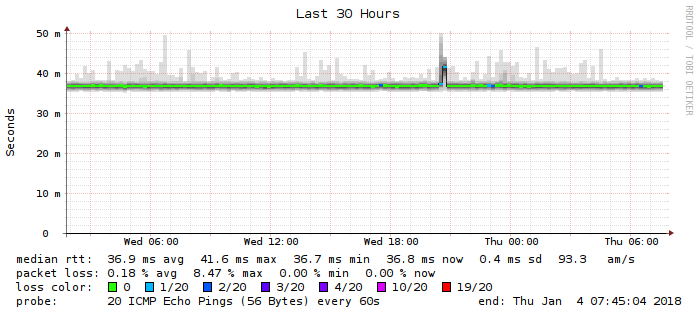 Last 30 Hours
RRDTOOL / TOBI OETIKER
Seconds
50 m
40 m
30 m
20 m
10 m
0
Wed 06:00 Wed 12:00 Wed 18:00 Thu 00:00 Thu 06:00
median rtt: 36.9 ms avg 41.6 ms max 36.7 ms min 36.8 ms now 0.4 ms sd 93.3 am/s
packet loss: 0.18 % avg 8.47 % max 0.00 % min 0.00 % now
loss color: 0 1/20 2/20 3/20 4/20 10/20 19/20
probe: 20 ICMP Echo Pings (56 Bytes) every 60s end: Thu Jan 4 07:45:04 2018